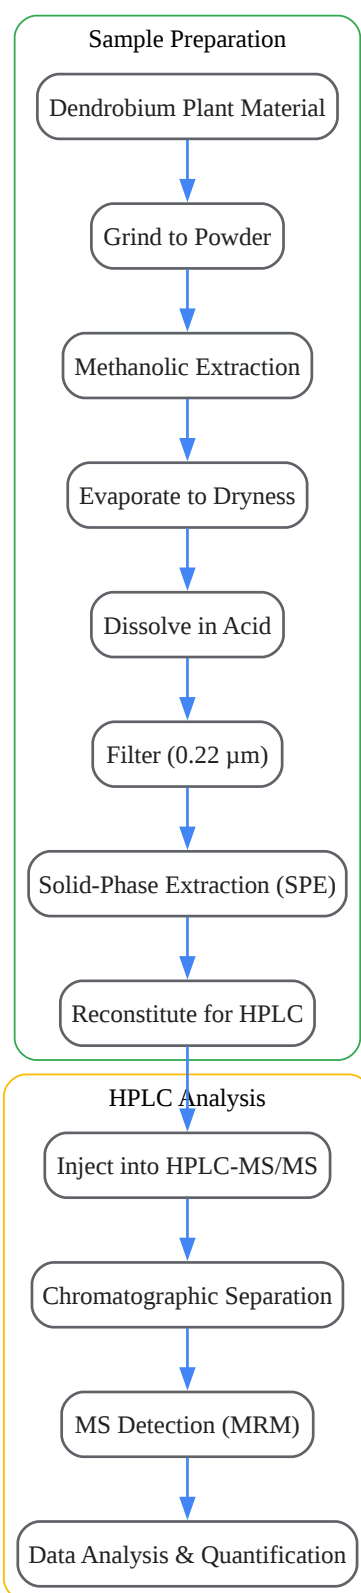 Sample Preparation
Dendrobium Plant Material
Grind to Powder
Methanolic Extraction
Evaporate to Dryness
Dissolve in Acid
Filter (0.22 µm)
Solid-Phase Extraction (SPE)
Reconstitute for HPLC
HPLC Analysis
Inject into HPLC-MS/MS
Chromatographic Separation
MS Detection (MRM)
Data Analysis & Quantification